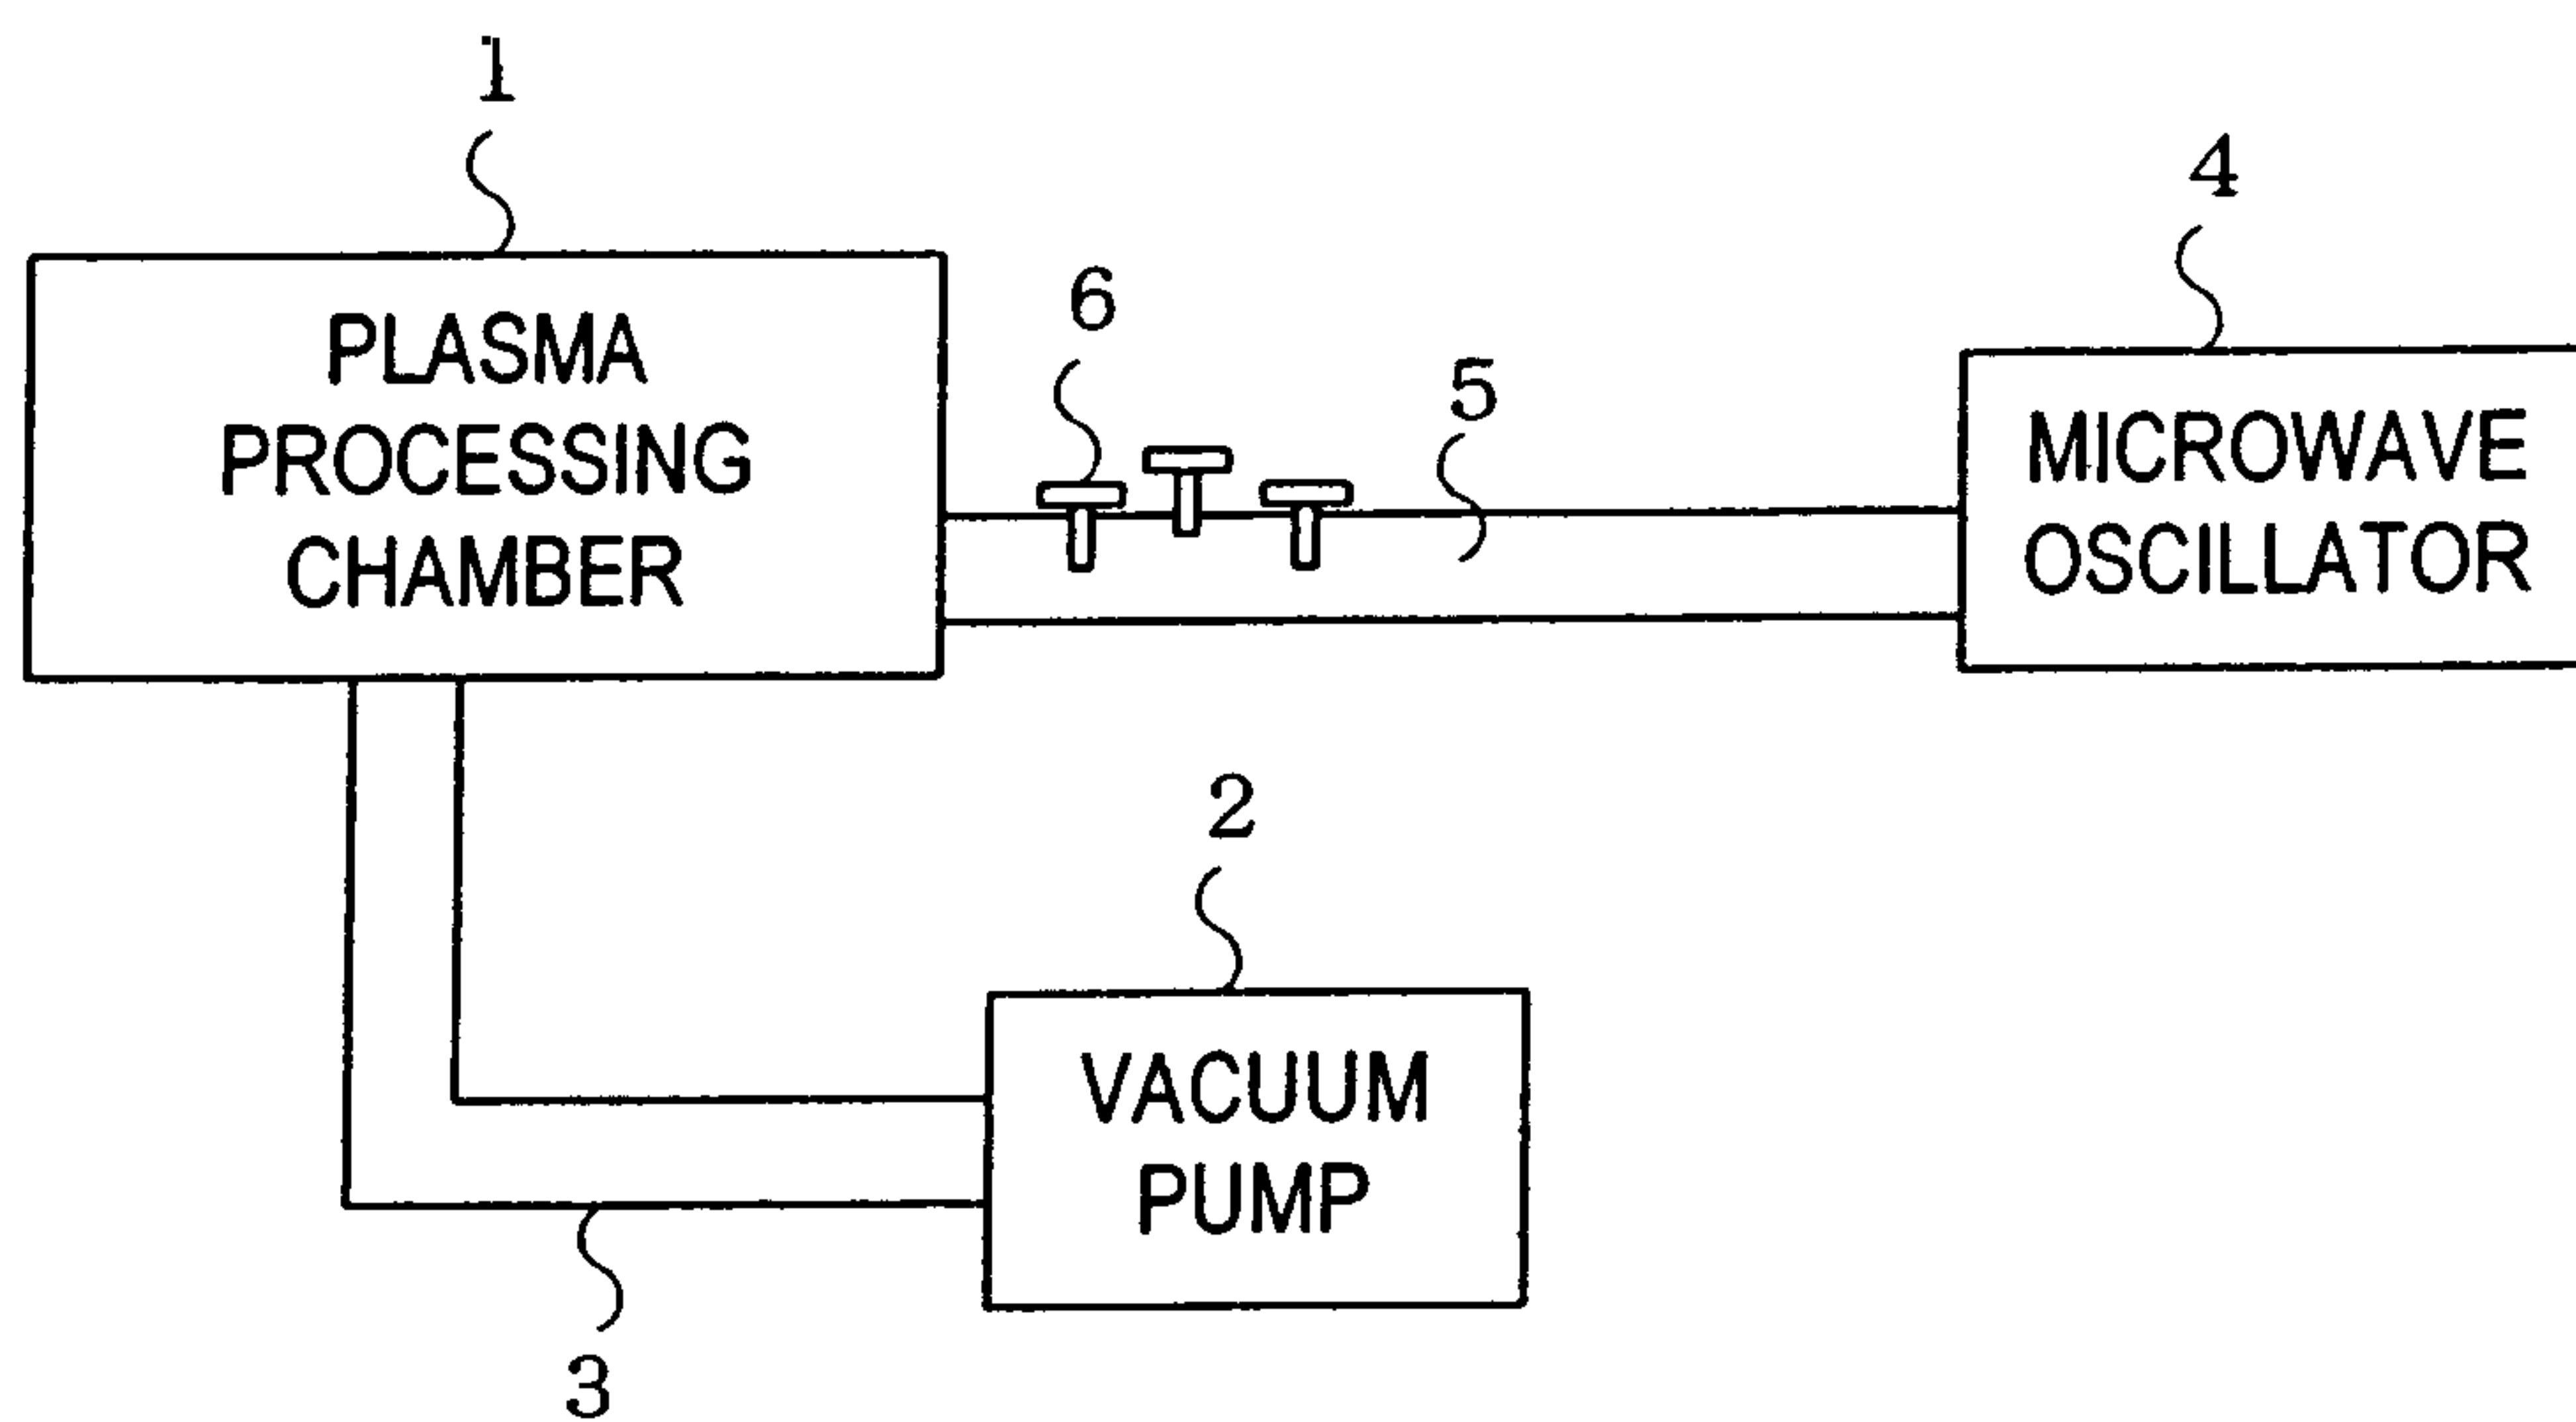 1
4
PLASMA
PROCESSING
CHAMBER
6
5
MICROWAVE
OSCILLATOR
2
VACUUM
PUMP
3